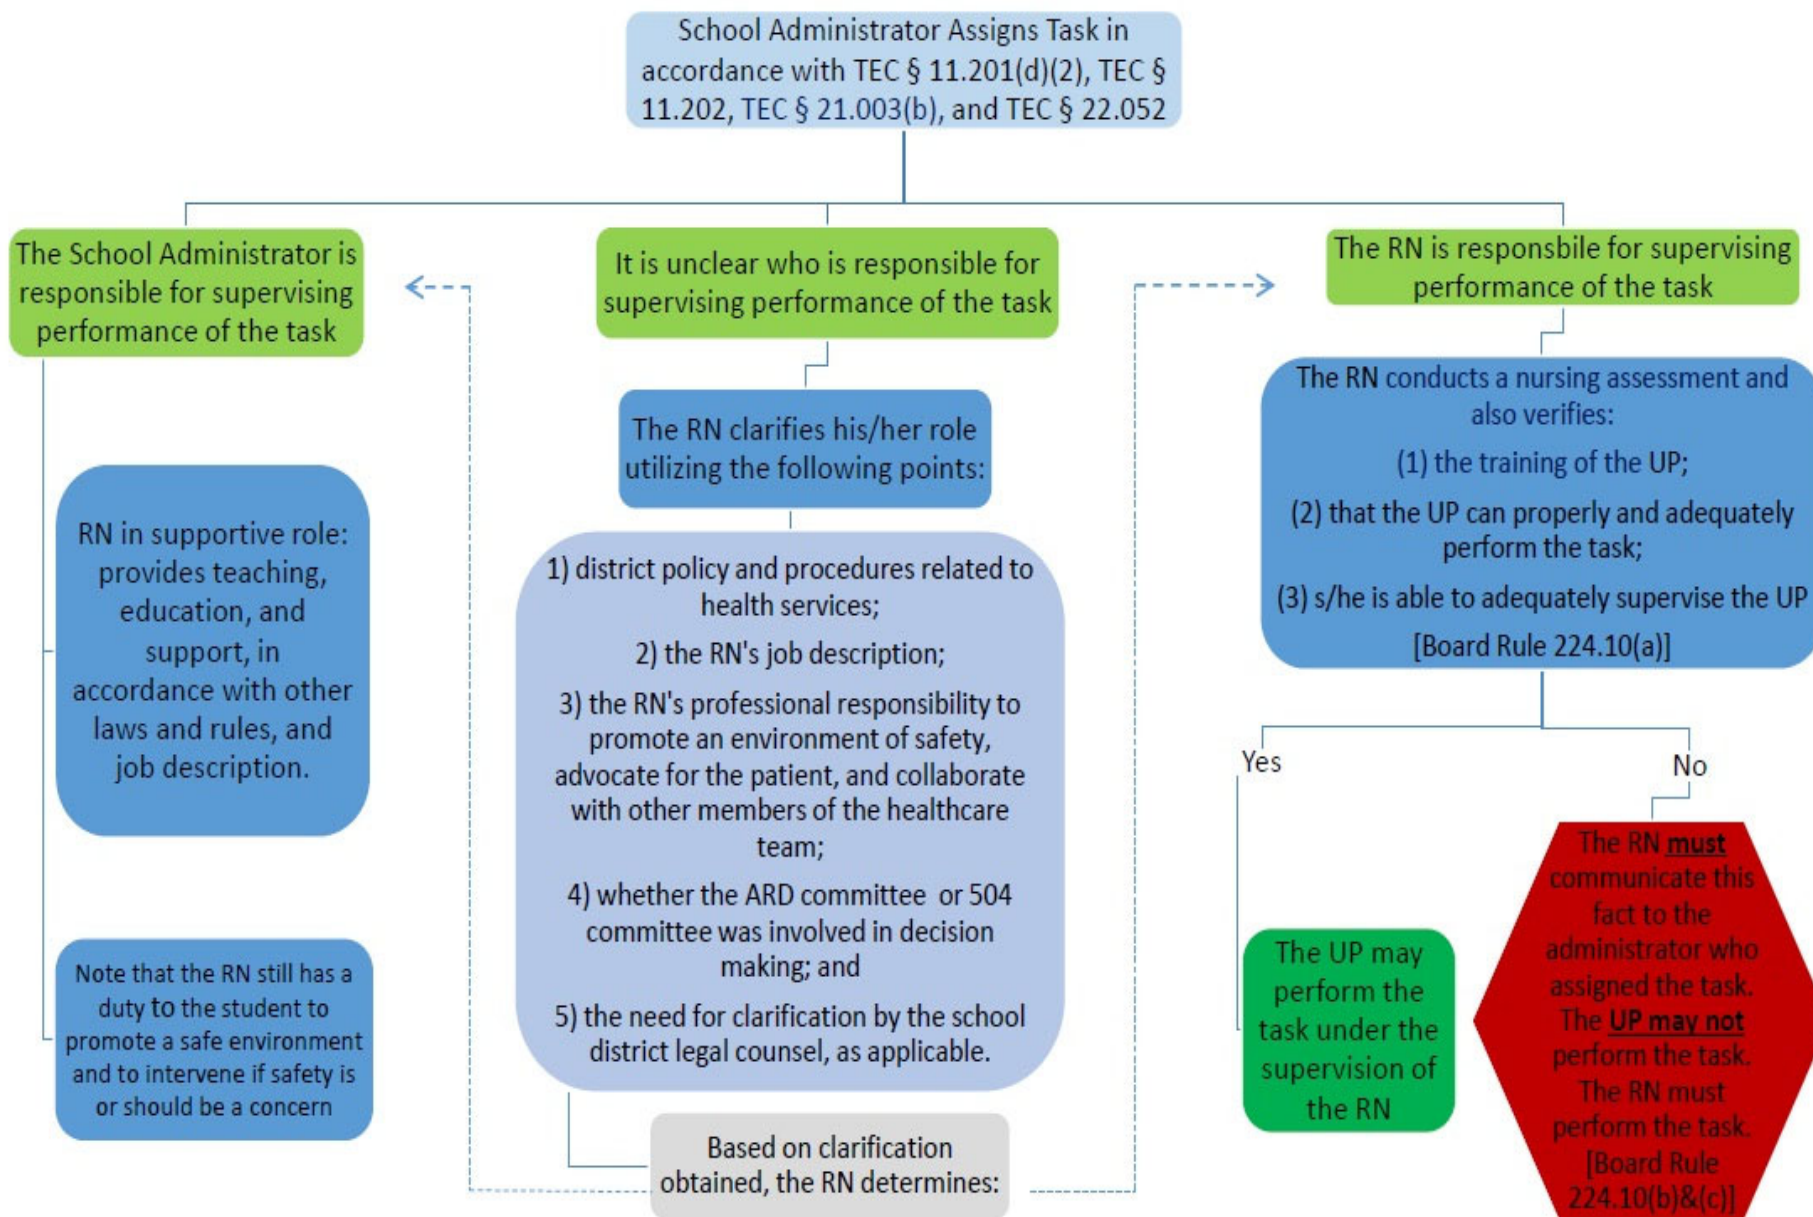 School Administrator Assigns Task in
accordance with TEC § 11.201(d)(2), TEC §
11.202, TEC § 21.003(b), and TEC § 22.052
The School Administrator is
responsible for supervising
performance of the task
RN in supportive role:
provides teaching,
education, and
support, in
accordance with other
laws and rules, and
job description.
Note that the RN still has a
duty to the student to
promote a safe environment
and to intervene if safety is
or should be a concern
It is unclear who is responsible for
supervising performance of the task
The RN clarifies his/her role
utilizing the following points:
1) district policy and procedures related to
health services;
2) the RN's job description;
3) the RN's professional responsibility to
promote an environment of safety,
advocate for the patient, and collaborate
with other members of the healthcare
team;
4) whether the ARD committee or 504
committee was involved in decision
making; and
5) the need for clarification by the school
district legal counsel, as applicable.
Based on clarification
obtained, the RN determines:
The RN is responsbile for supervising
performance of the task
The RN conducts a nursing assessment and
also verifies:
(1) the training of the UP;
(2) that the UP can properly and adequately
perform the task;
(3) s/he is able to adequately supervise the UP
[Board Rule 224.10(a)]
Yes
The UP may
perform the
task under the
supervision of
the RN
No
The RN must
communicate this
fact to the
administrator who
assigned the task.
The UP may not
perform the task.
The RN must
perform the task.
[Board Rule
224.10(b)&(c)]